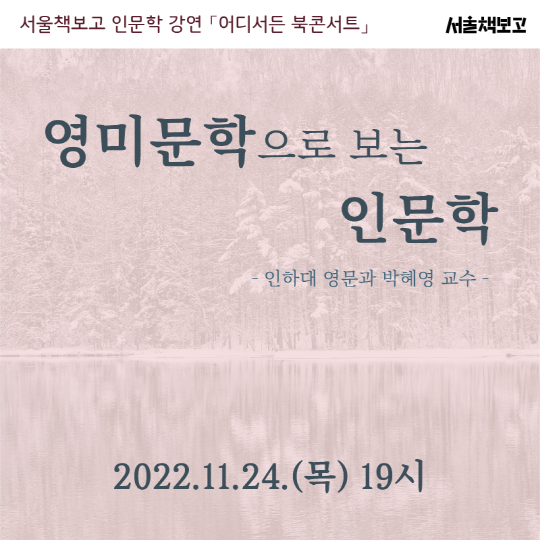 서울책보고 인문학 강연 「어디서든 북콘서트」
서울책보고
영미문학으로 보는
인문학
- 인하대 영문과 박혜영 교수 -
2022.11.24.(목) 19시